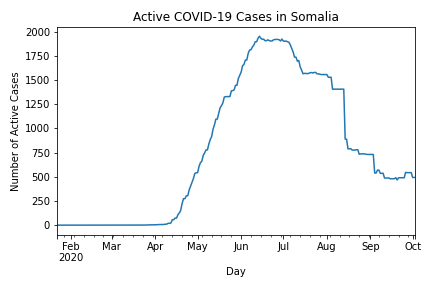 Active COVID-19 Cases in Somalia
Number of Active Cases
2000
1750
1500
1250
1000
750
500
250
0
Feb Mar Apr May Jun Jul Aug Sep Oct
2020
Day